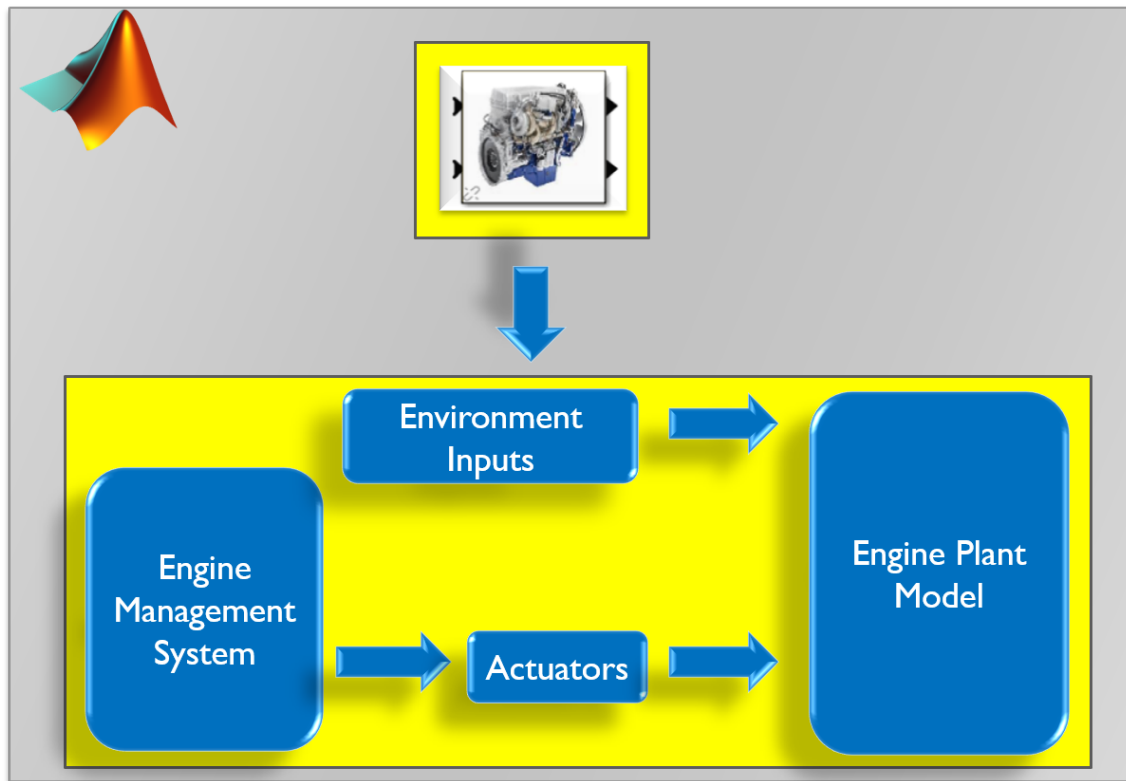 Environment
Inputs
Engine
Management
System
Actuators
Engine Plant
Model